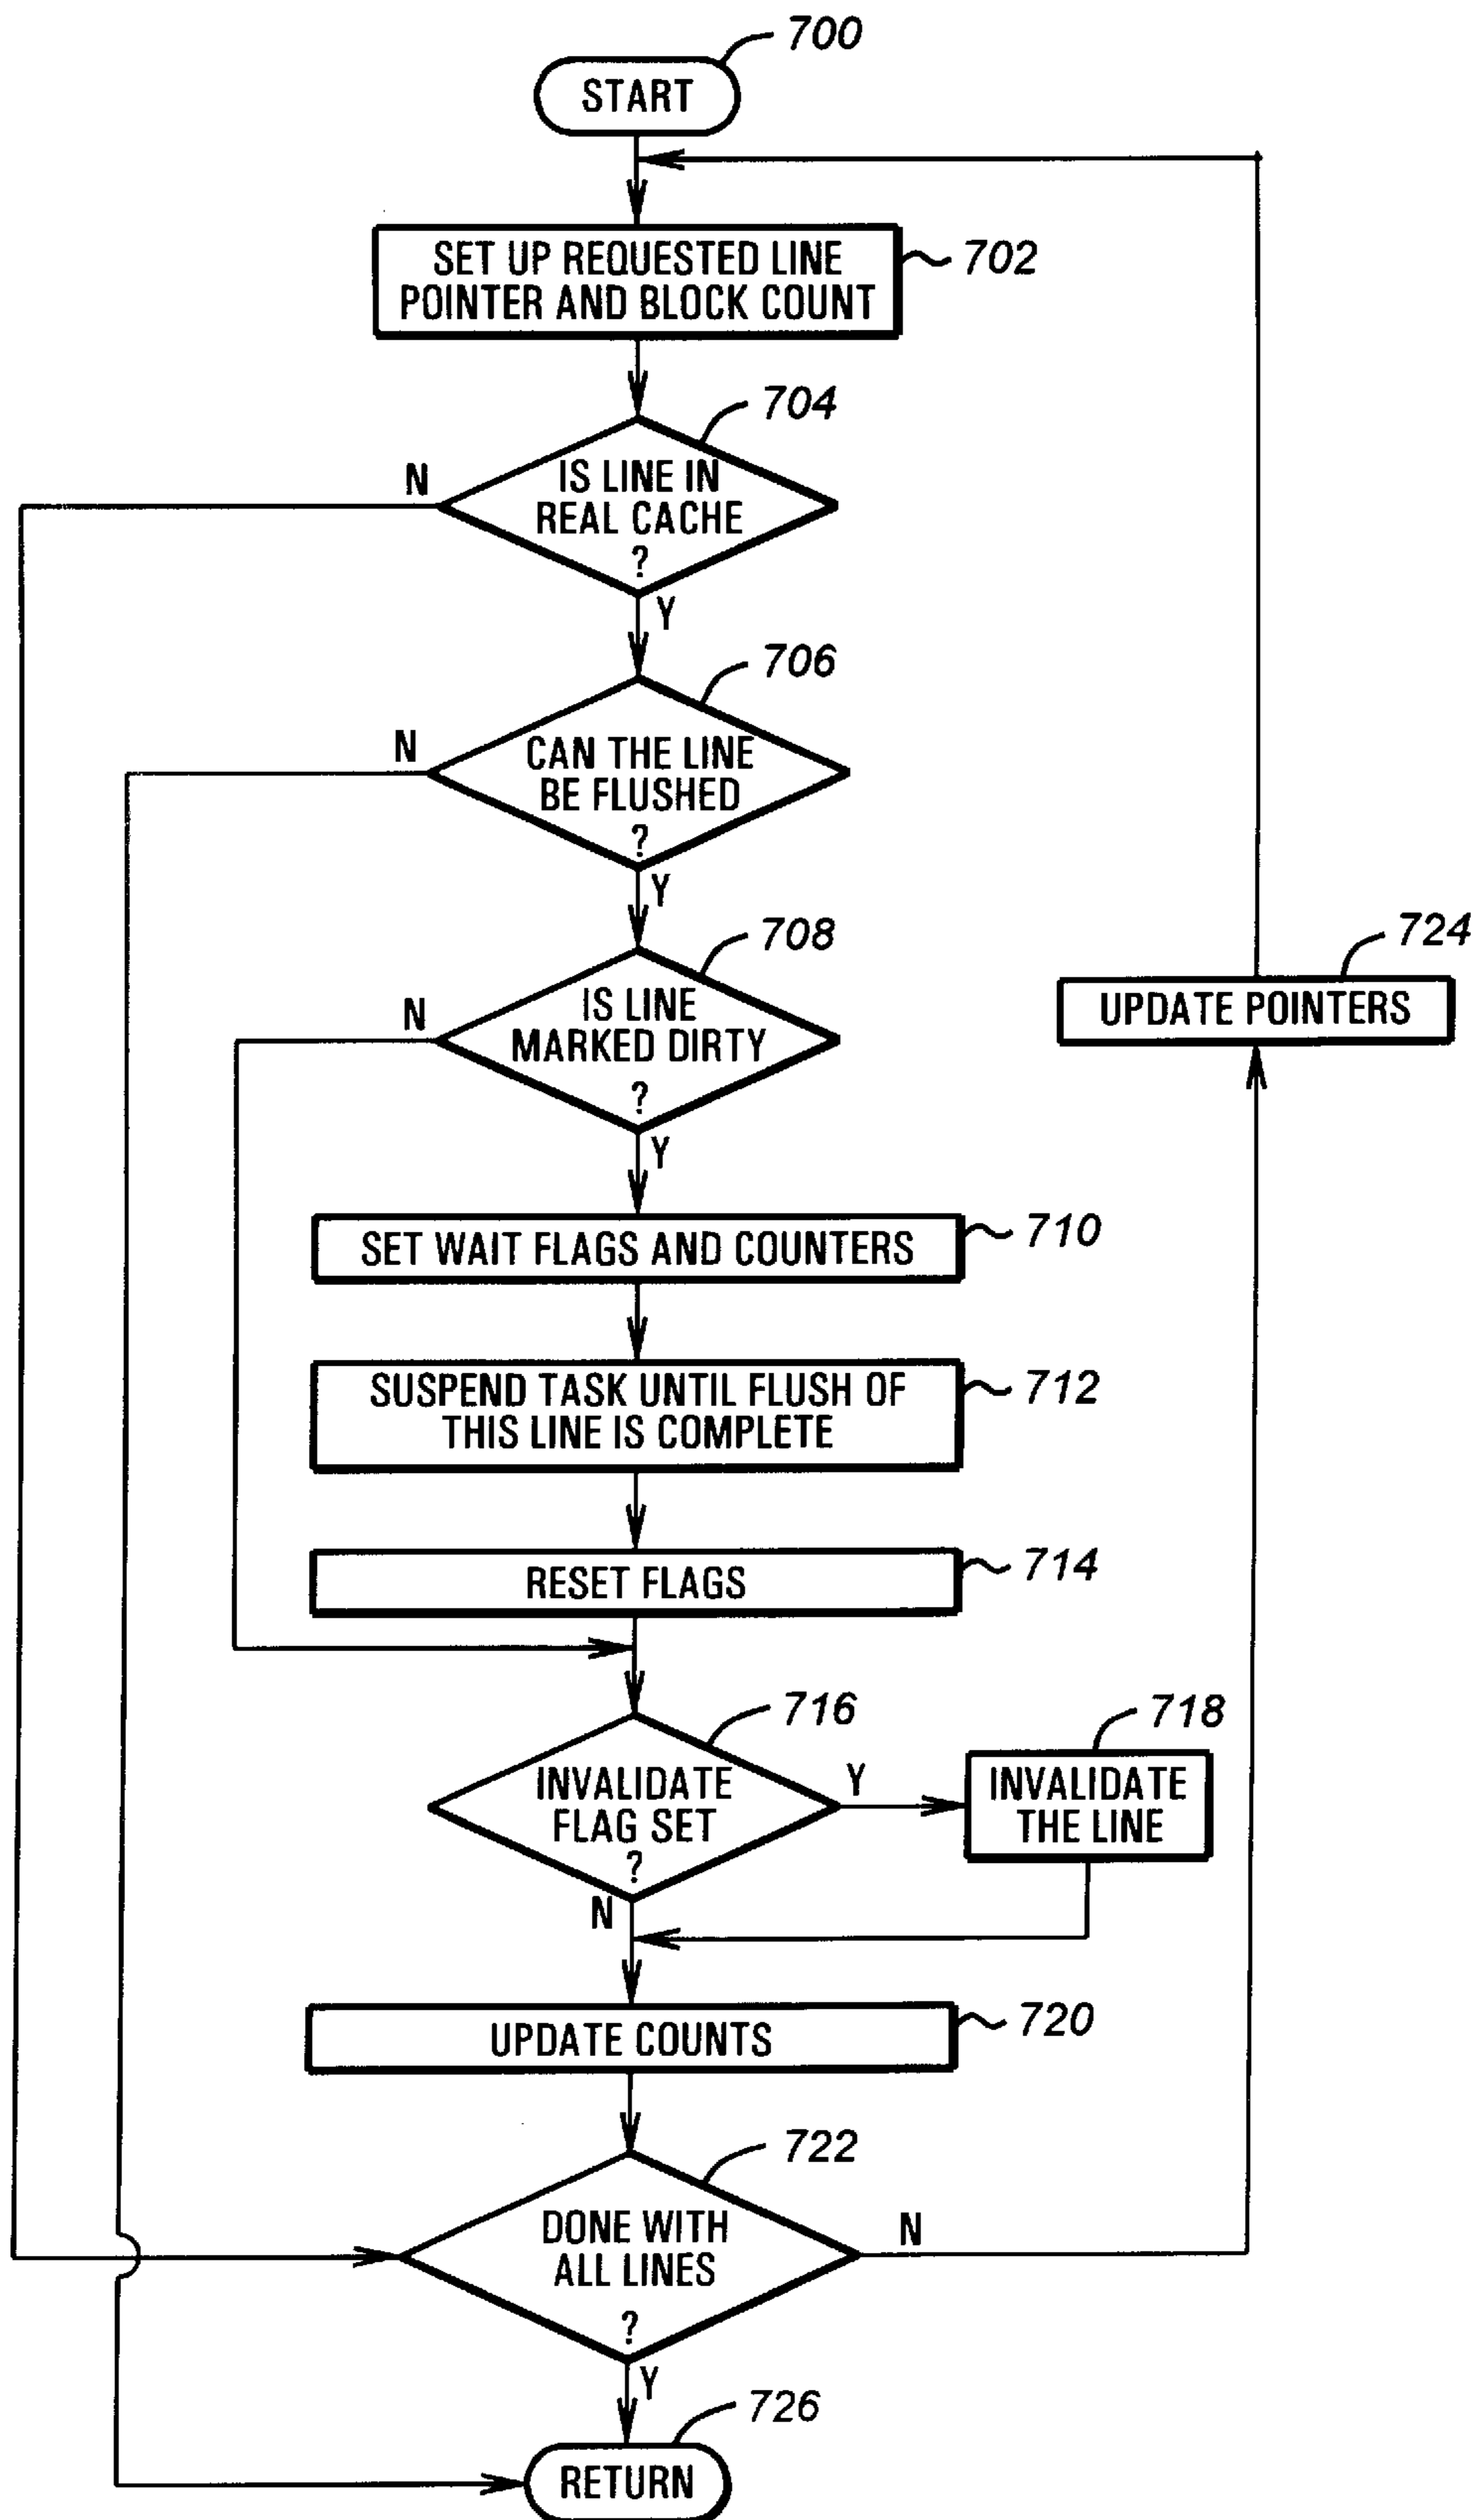 700
START
SET UP REQUESTED LINE
POINTER AND BLOCK COUNT
702
704
N
IS LINE IN
REAL CACHE
?
Y
706
N
CAN THE LINE
BE FLUSHED
?
Y
708
N
IS LINE
MARKED DIRTY
?
Y
724
UPDATE POINTERS
SET WAIT FLAGS AND COUNTERS
710
SUSPEND TASK UNTIL FLUSH OF
THIS LINE IS COMPLETE
712
RESET FLAGS
714
716
INVALIDATE
FLAG SET
?
Y
N
718
INVALIDATE
THE LINE
UPDATE COUNTS
720
722
DONE WITH
ALL LINES
?
N
Y
726
RETURN